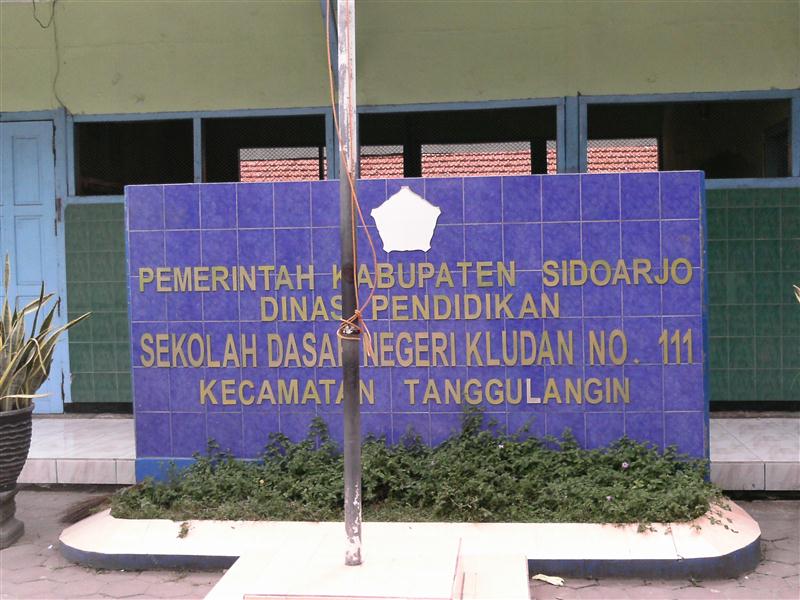 PEMERINTAH KABUPATEN SIDOARJO
DINAS PENDIDIKAN
SEKOLAH DASAR NEGERI KLUDAN NO. 111
KECAMATAN TANGGULANGIN